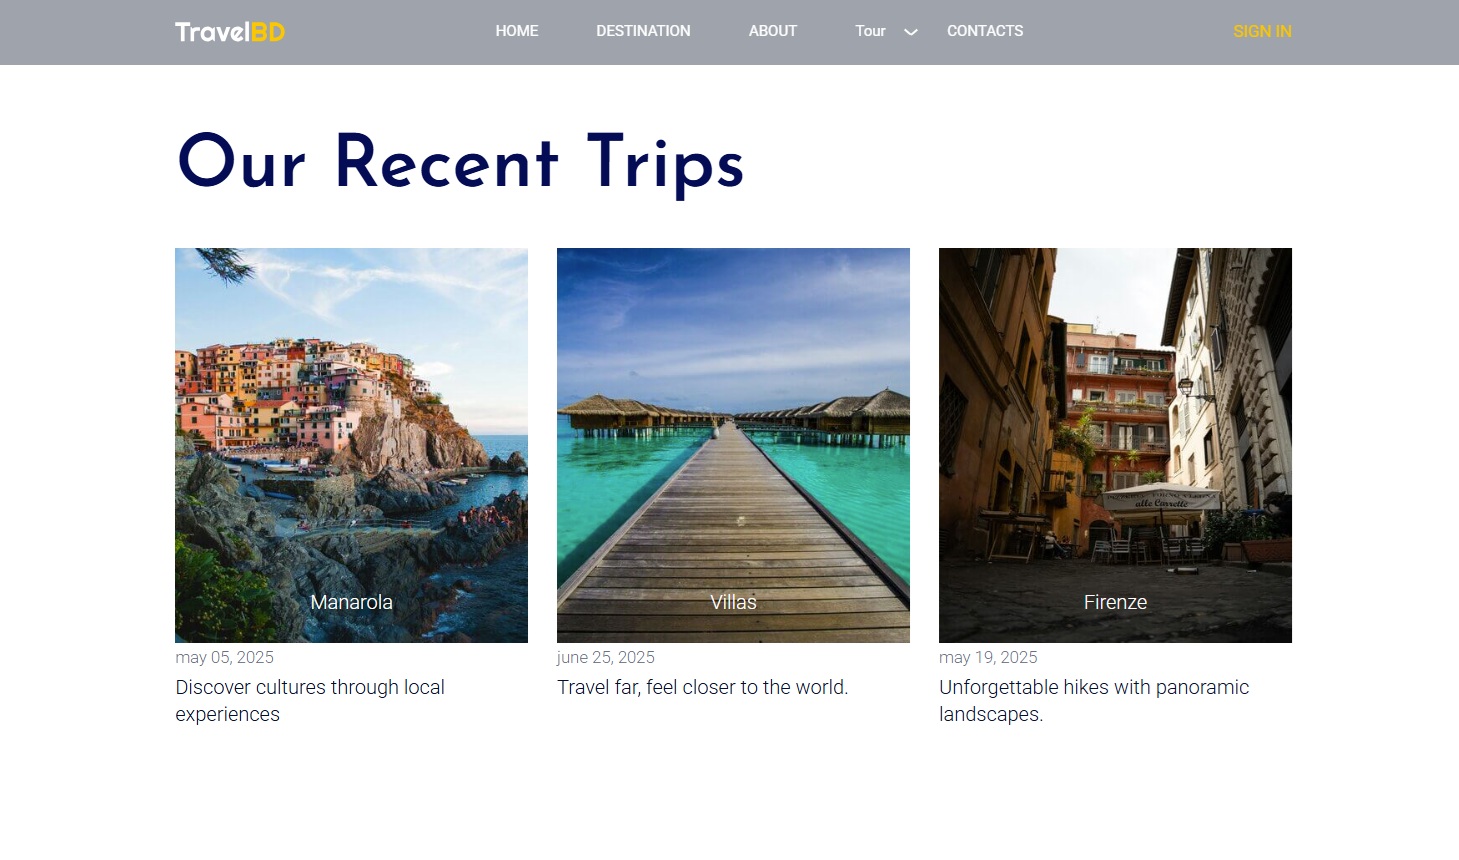 TravelBD HOME DESTINATION ABOUT Tour CONTACTS SIGN IN
Our Recent Trips
alle Carrette
Manarola
Villas
Firenze
may 05, 2025
june 25, 2025
may 19, 2025
Discover cultures through local
experiences
Travel far, feel closer to the world.
Unforgettable hikes with panoramic
landscapes.